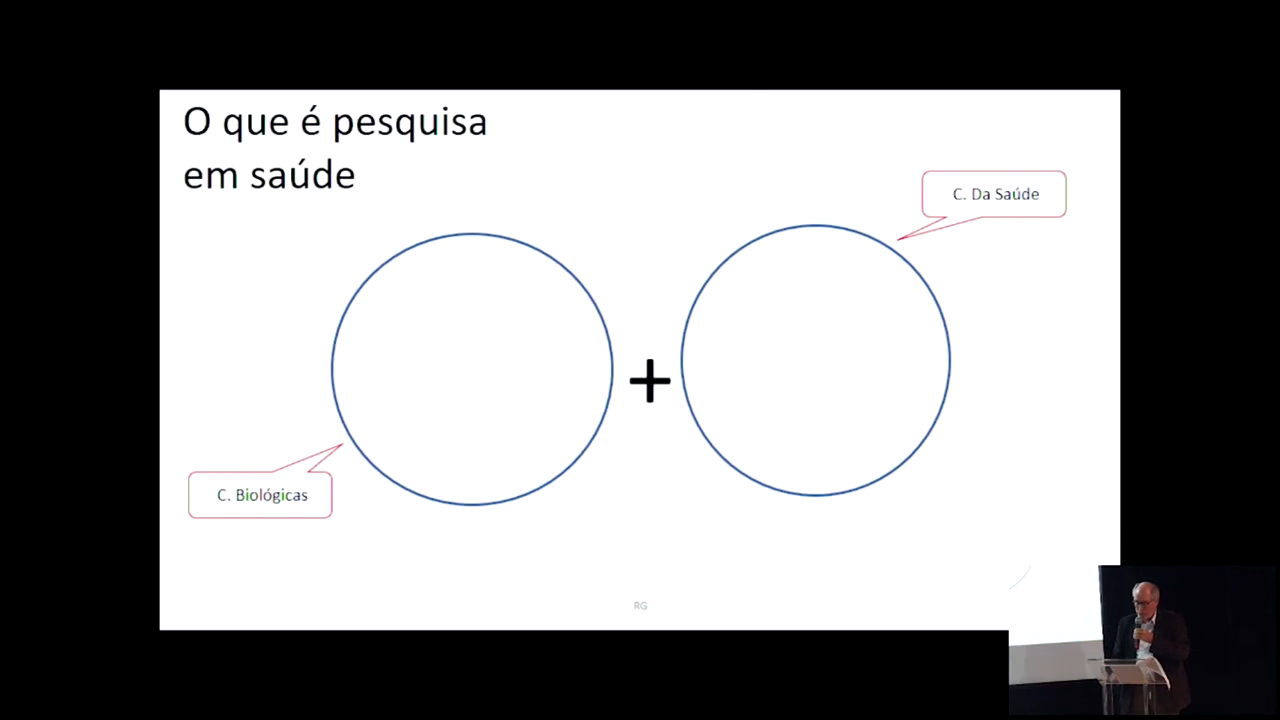 O que é pesquisa
em saúde
C. Da Saúde
+
C. Biológicas
RG